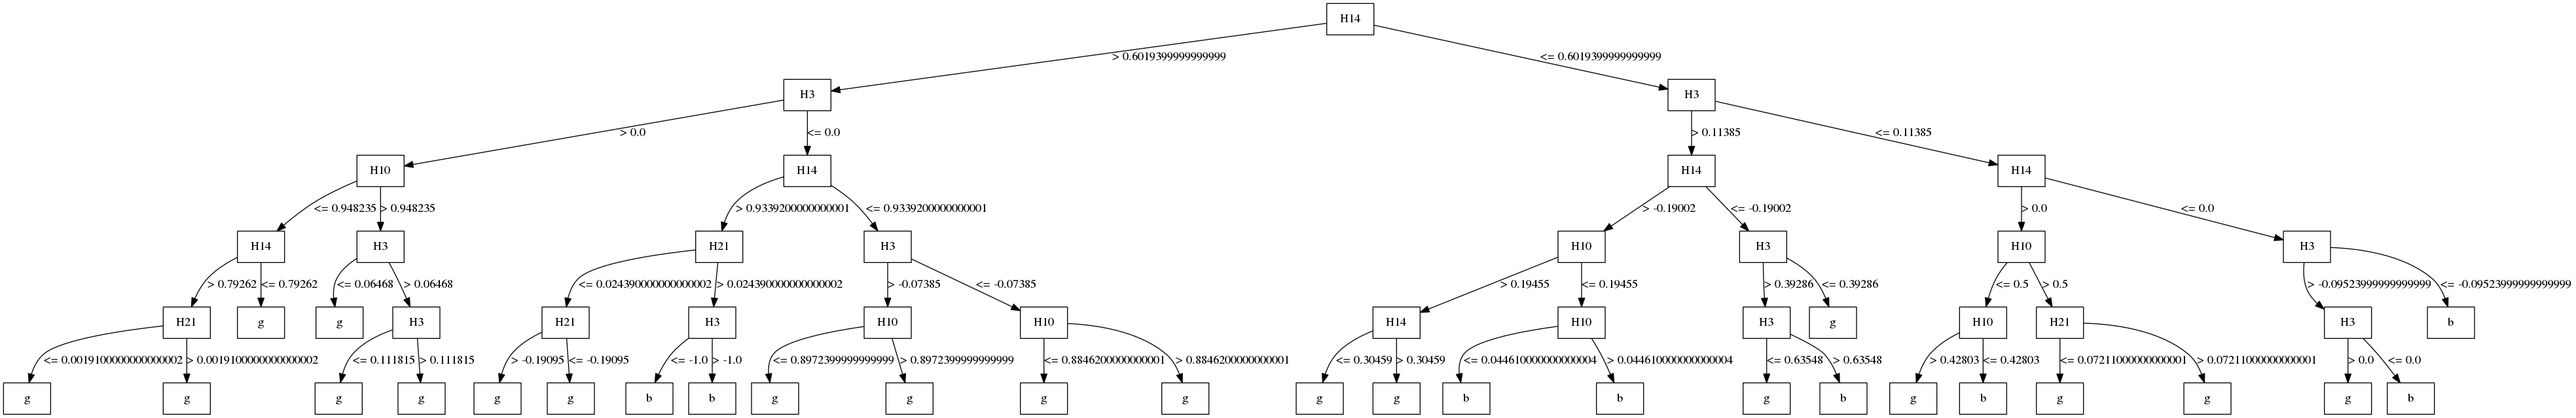 H14
> 0.6019399999999999
<= 0.6019399999999999
H3
H3
> 0.0
<= 0.0
> 0.11385
<= 0.11385
H10
H14
H14
H14
<= 0.948235
> 0.948235
> 0.9339200000000001
<= 0.9339200000000001
> -0.19002
<= -0.19002
> 0.0
<= 0.0
H14
H3
H21
H3
H10
H3
H10
H3
> 0.79262
<= 0.79262
<= 0.06468
> 0.06468
<= 0.024390000000000002
> 0.024390000000000002
> -0.07385
<= -0.07385
> 0.19455
<= 0.19455
> 0.39286
<= 0.39286
<= 0.5
> 0.5
> -0.09523999999999999
<= -0.09523999999999999
H21
g
g
H3
H21
H3
H10
H10
H14
H10
H3
g
H10
H21
H3
b
<= 0.0019100000000000002
> 0.0019100000000000002
<= 0.111815
> 0.111815
> -0.19095
<= -0.19095
<= -1.0
> -1.0
<= 0.8972399999999999
> 0.8972399999999999
<= 0.8846200000000001
> 0.8846200000000001
<= 0.30459
> 0.30459
<= 0.044610000000000004
> 0.044610000000000004
<= 0.63548
> 0.63548
> 0.42803
<= 0.42803
<= 0.07211000000000001
> 0.07211000000000001
> 0.0
<= 0.0
g
g
g
g
g
g
b
b
g
g
g
g
g
g
b
b
g
b
g
b
g
g
g
b